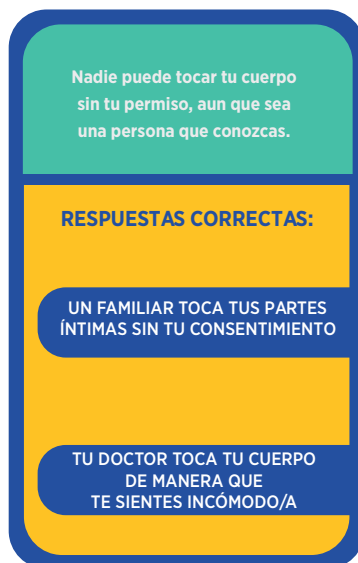 Nadie puede tocar tu cuerpo
sin tu permiso, aun que sea
una persona que conozcas.
RESPUESTAS CORRECTAS:
UN FAMILIAR TOCA TUS PARTES
ÍNTIMAS SIN TU CONSENTIMIENTO
TU DOCTOR TOCA TU CUERPO
DE MANERA QUE
TE SIENTES INCÓMODO/A